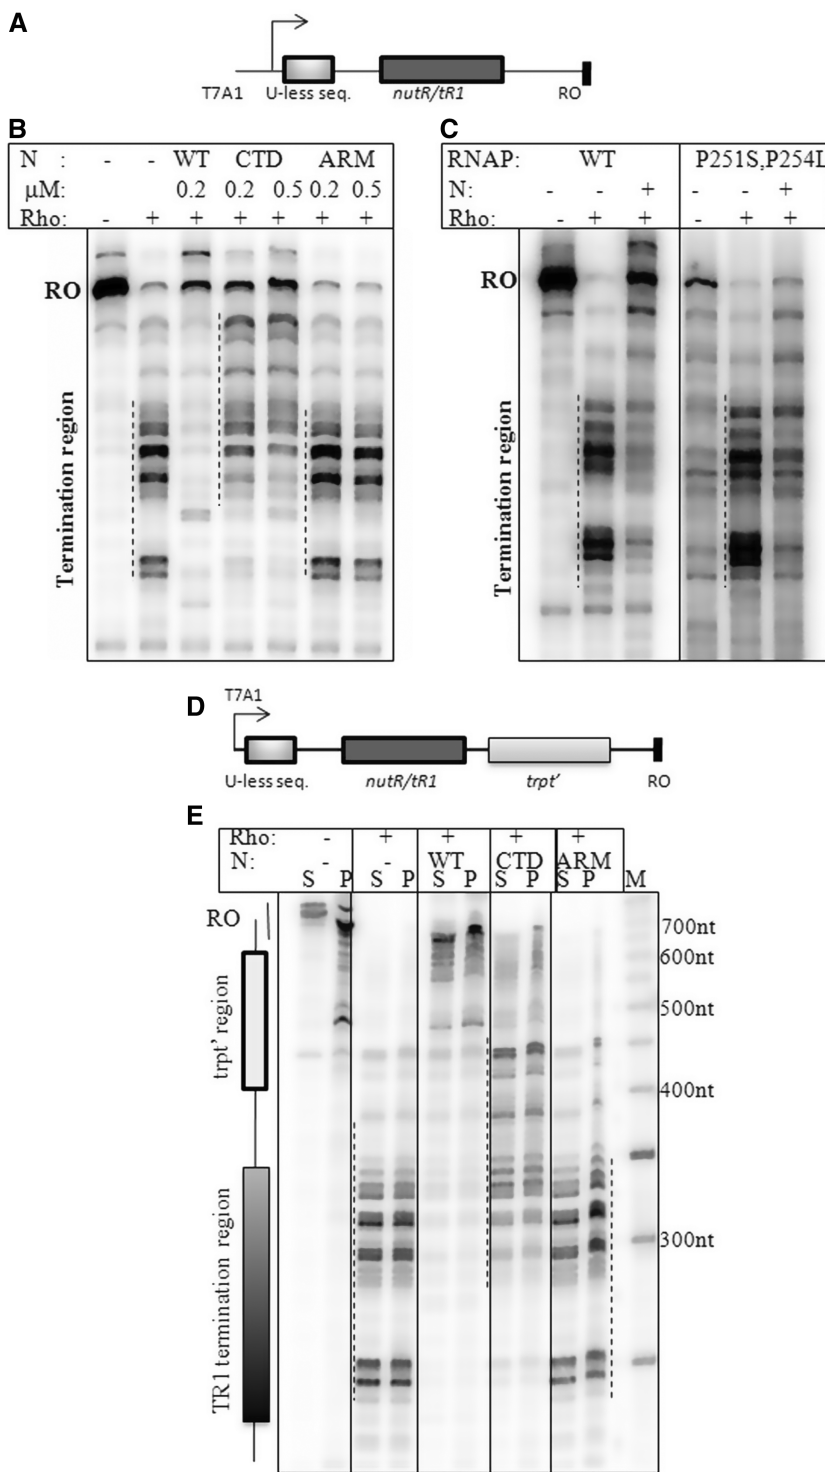 A
T7A1 U-less seq. nutR/tR1 RO
B
N : - - WT CTD ARM
μM: 0.2 0.2 0.5 0.2 0.5
Rho: - + + + + + +
RO
Termination region
C
RNAP: WT P251S,P254L
N: - - + - - +
Rho: - + + - + +
RO
Termination region
D
T7A1
U-less seq. nutR/tR1 trpt′ RO
E
Rho: - + + + +
N: - - WT CTD ARM
S P S P S P S P S P M
RO
trpt’ region
TR1 termination region
700nt
600nt
500nt
400nt
300nt